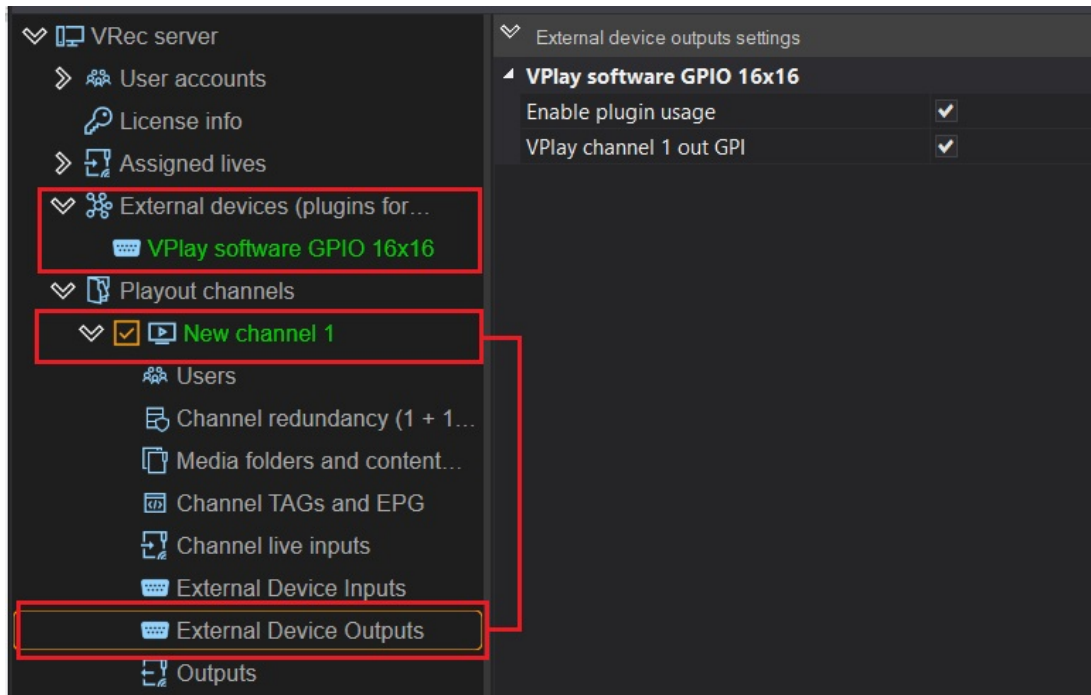 VRec server
User accounts
License info
Assigned lives
External devices (plugins for...
VPlay software GPIO 16x16
Playout channels
New channel 1
Users
Channel redundancy (1 + 1...
Media folders and content...
Channel TAGs and EPG
Channel live inputs
External Device Inputs
External Device Outputs
Outputs
External device outputs settings
VPlay software GPIO 16x16
Enable plugin usage
VPlay channel 1 out GPI